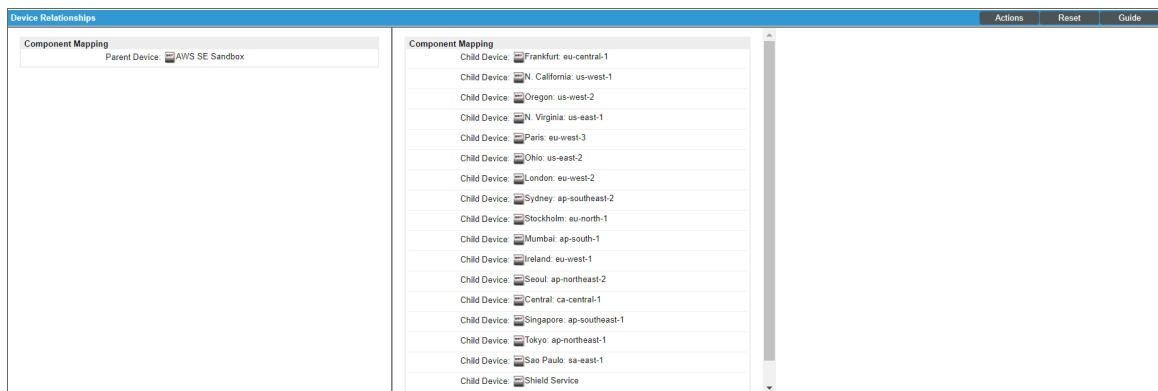 Device Relationships
Actions
Reset
Guide
Component Mapping
Parent Device: AWS SE Sandbox
Component Mapping
Child Device: Frankfurt: eu-central-1
Child Device: N. California: us-west-1
Child Device: Oregon: us-west-2
Child Device: N. Virginia: us-east-1
Child Device: Paris: eu-west-3
Child Device: Ohio: us-east-2
Child Device: London: eu-west-2
Child Device: Sydney: ap-southeast-2
Child Device: Stockholm: eu-north-1
Child Device: Mumbai: ap-south-1
Child Device: Ireland: eu-west-1
Child Device: Seoul: ap-northeast-2
Child Device: Central: ca-central-1
Child Device: Singapore: ap-southeast-1
Child Device: Tokyo: ap-northeast-1
Child Device: Sao Paulo: sa-east-1
Child Device: Shield Service